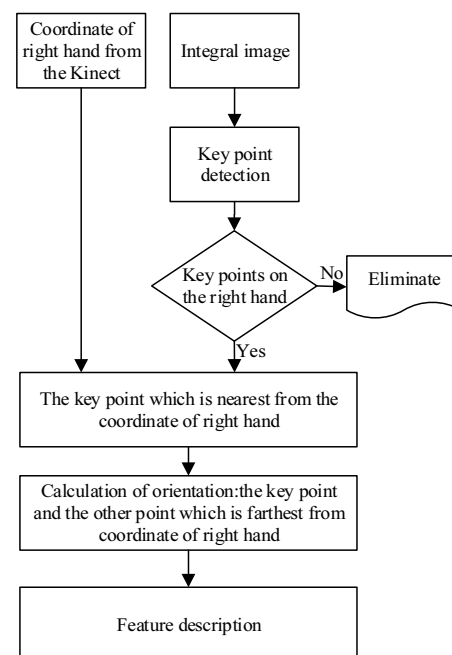 Coordinate of
right hand from
the Kinect
Integral image
Key point
detection
Key points on
the right hand
No
Eliminate
Yes
The key point which is nearest from the
coordinate of right hand
Calculation of orientation:the key point
and the other point which is farthest from
coordinate of right hand
Feature description